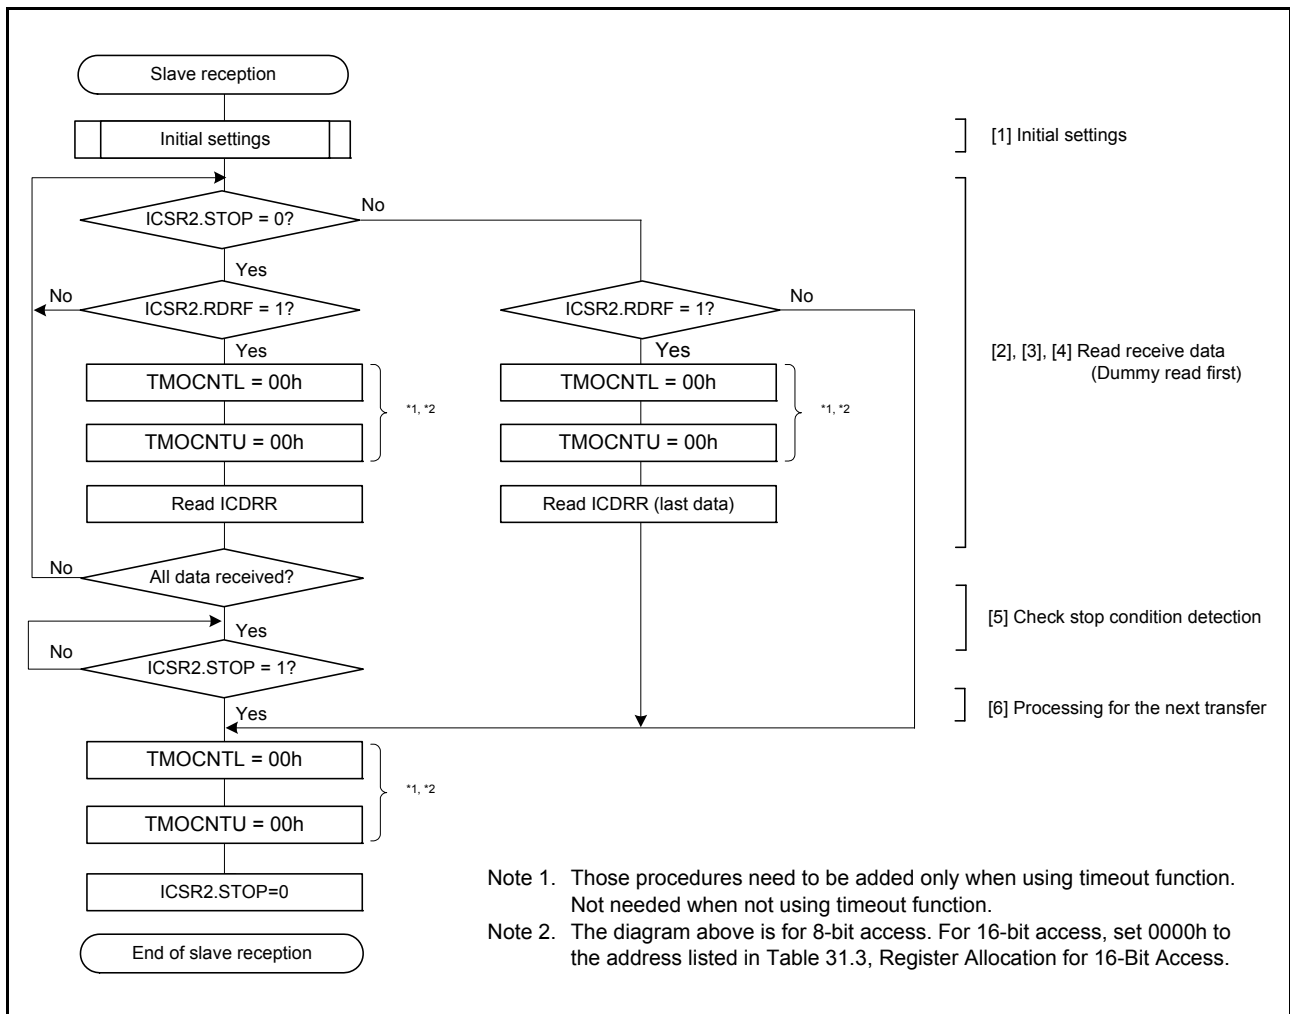 Slave reception
Initial settings
[1] Initial settings
ICSR2.STOP = 0?
No
Yes
No
ICSR2.RDRF = 1?
ICSR2.RDRF = 1?
No
Yes
Yes
[2], [3], [4] Read receive data
(Dummy read first)
TMOCNTL = 00h
TMOCNTL = 00h
*1, *2
*1, *2
TMOCNTU = 00h
TMOCNTU = 00h
Read ICDRR
Read ICDRR (last data)
No
All data received?
Yes
[5] Check stop condition detection
No
ICSR2.STOP = 1?
Yes
[6] Processing for the next transfer
TMOCNTL = 00h
*1, *2
TMOCNTU = 00h
ICSR2.STOP=0
End of slave reception
Note 1. Those procedures need to be added only when using timeout function.
Not needed when not using timeout function.
Note 2. The diagram above is for 8-bit access. For 16-bit access, set 0000h to
the address listed in Table 31.3, Register Allocation for 16-Bit Access.